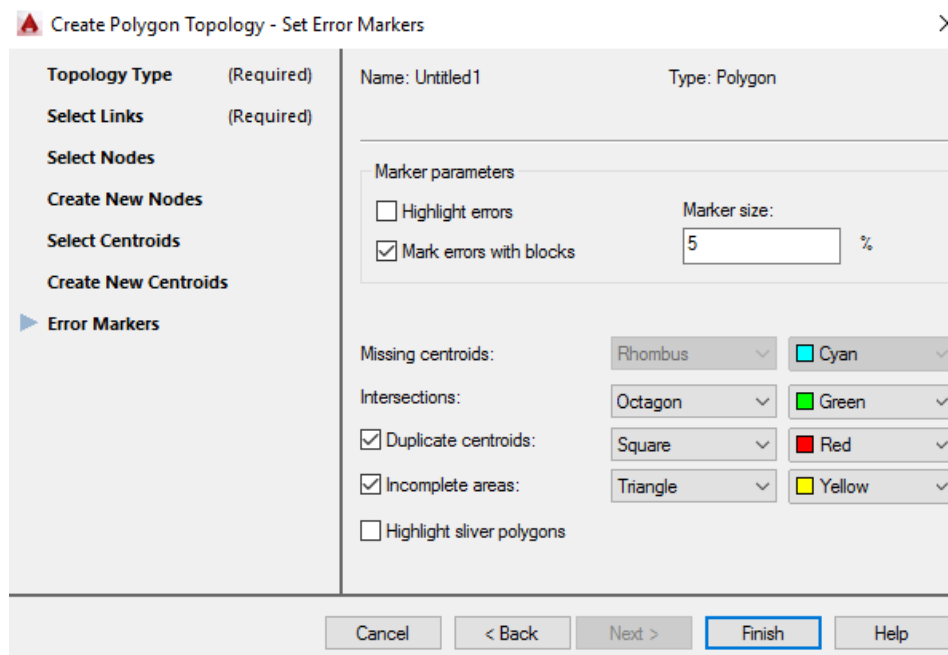 Create Polygon Topology - Set Error Markers
Topology Type (Required)
Select Links (Required)
Select Nodes
Create New Nodes
Select Centroids
Create New Centroids
Error Markers
Name: Untitled1 Type: Polygon
Marker parameters
Highlight errors
Mark errors with blocks
Marker size:
5 %
Missing centroids: Rhombus Cyan
Intersections: Octagon Green
Duplicate centroids: Square Red
Incomplete areas: Triangle Yellow
Highlight sliver polygons
Cancel < Back Next > Finish Help